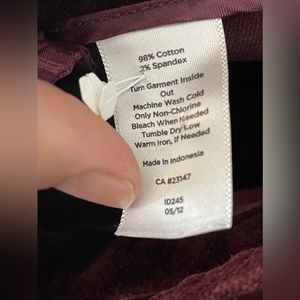 98% Cotton
2% Spandex
Turn Garment Inside
Out
Machine Wash Cold
Only Non-Chlorine
Bleach When Needed
Tumble Dry Low
Warm Iron, If Needed
Made in Indonesia
CA #23147
ID245
05/12